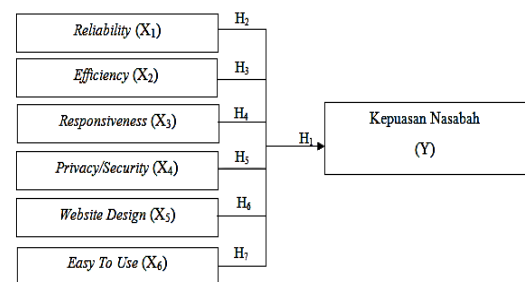 Reliability (X₁)
H₂
Efficiency (X₂)
H₃
Responsiveness (X₃)
H₄
Privacy/Security (X₄)
H₅
Website Design (X₅)
H₆
Easy To Use (X₆)
H₇
H₁
Kepuasan Nasabah
(Y)